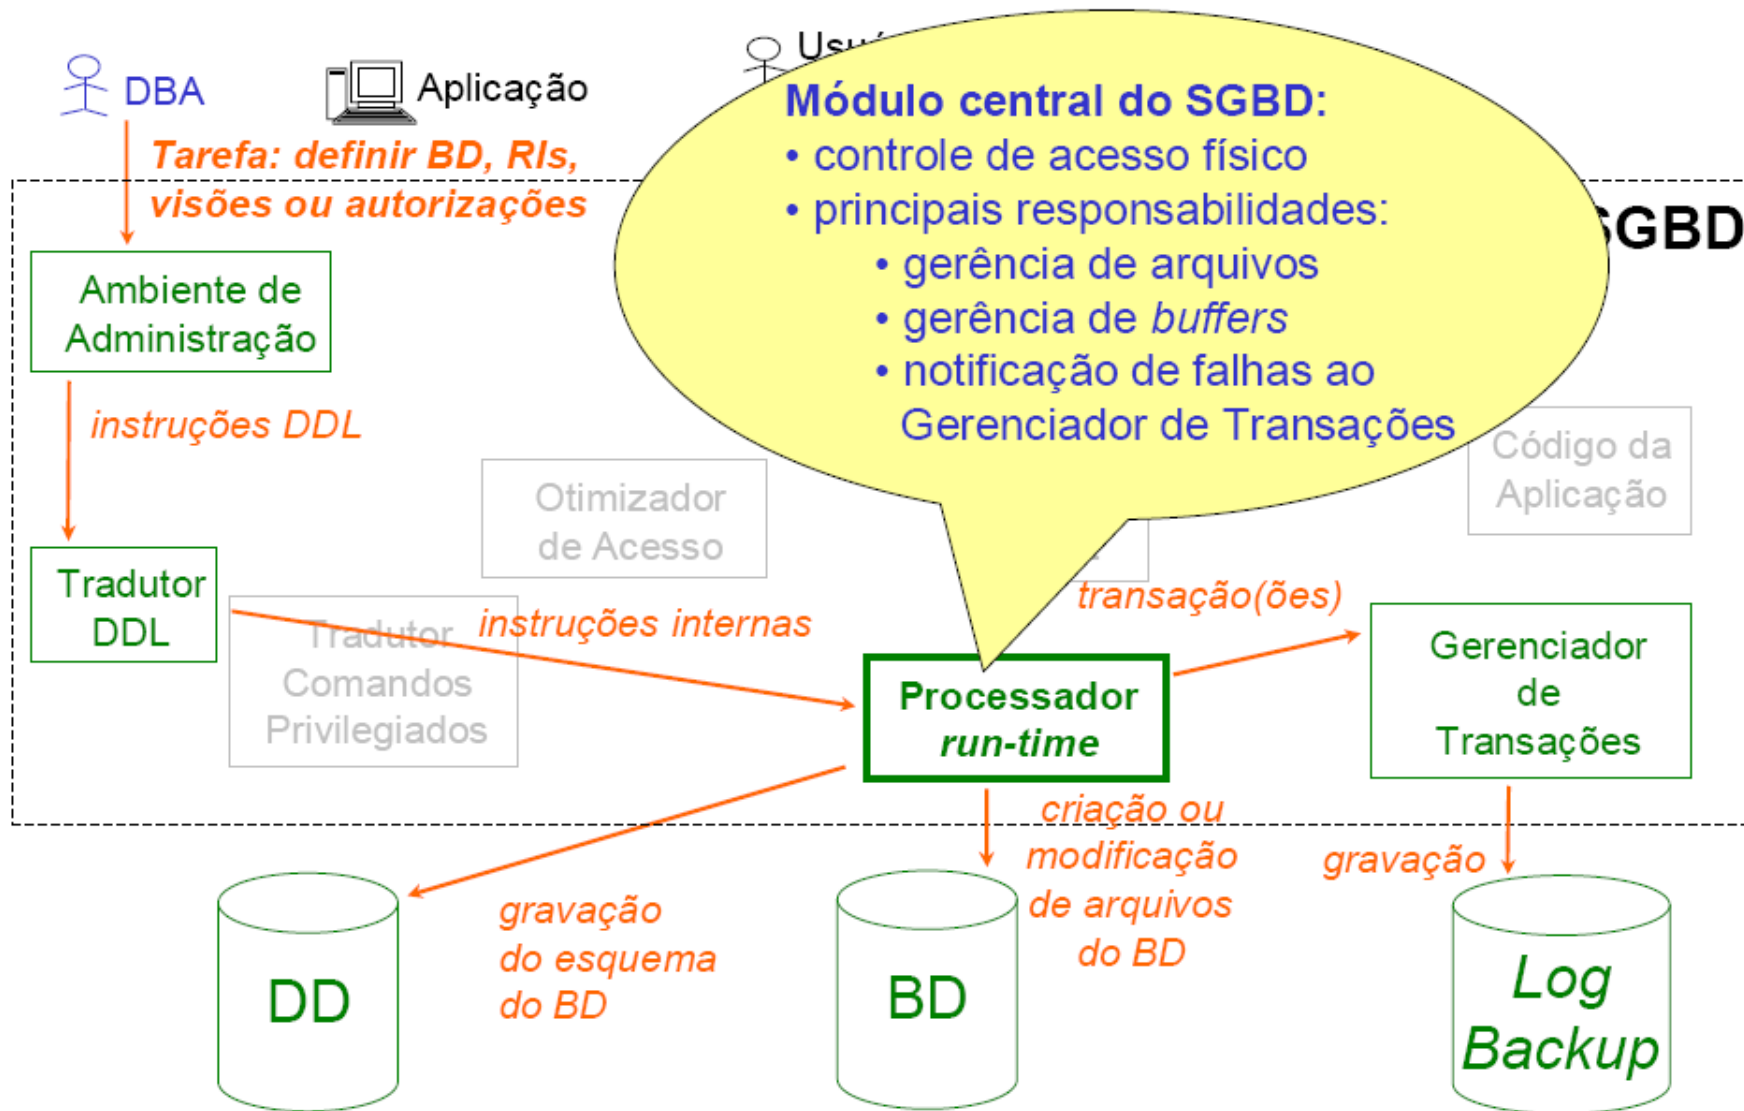 DBA
Aplicação
Módulo central do SGBD:
• controle de acesso físico
• principais responsabilidades:
• gerência de arquivos
• gerência de buffers
• notificação de falhas ao
Gerenciador de Transações
Tarefa: definir BD, RIs,
visões ou autorizações
SGBD
Ambiente de
Administração
instruções DDL
Otimizador
de Acesso
Código da
Aplicação
Tradutor
DDL
Tradutor
Comandos
Privilegiados
instruções internas
transação(ões)
Processador
run-time
Gerenciador
de
Transações
gravação
do esquema
do BD
criação ou
modificação
de arquivos
do BD
gravação
DD
BD
Log
Backup